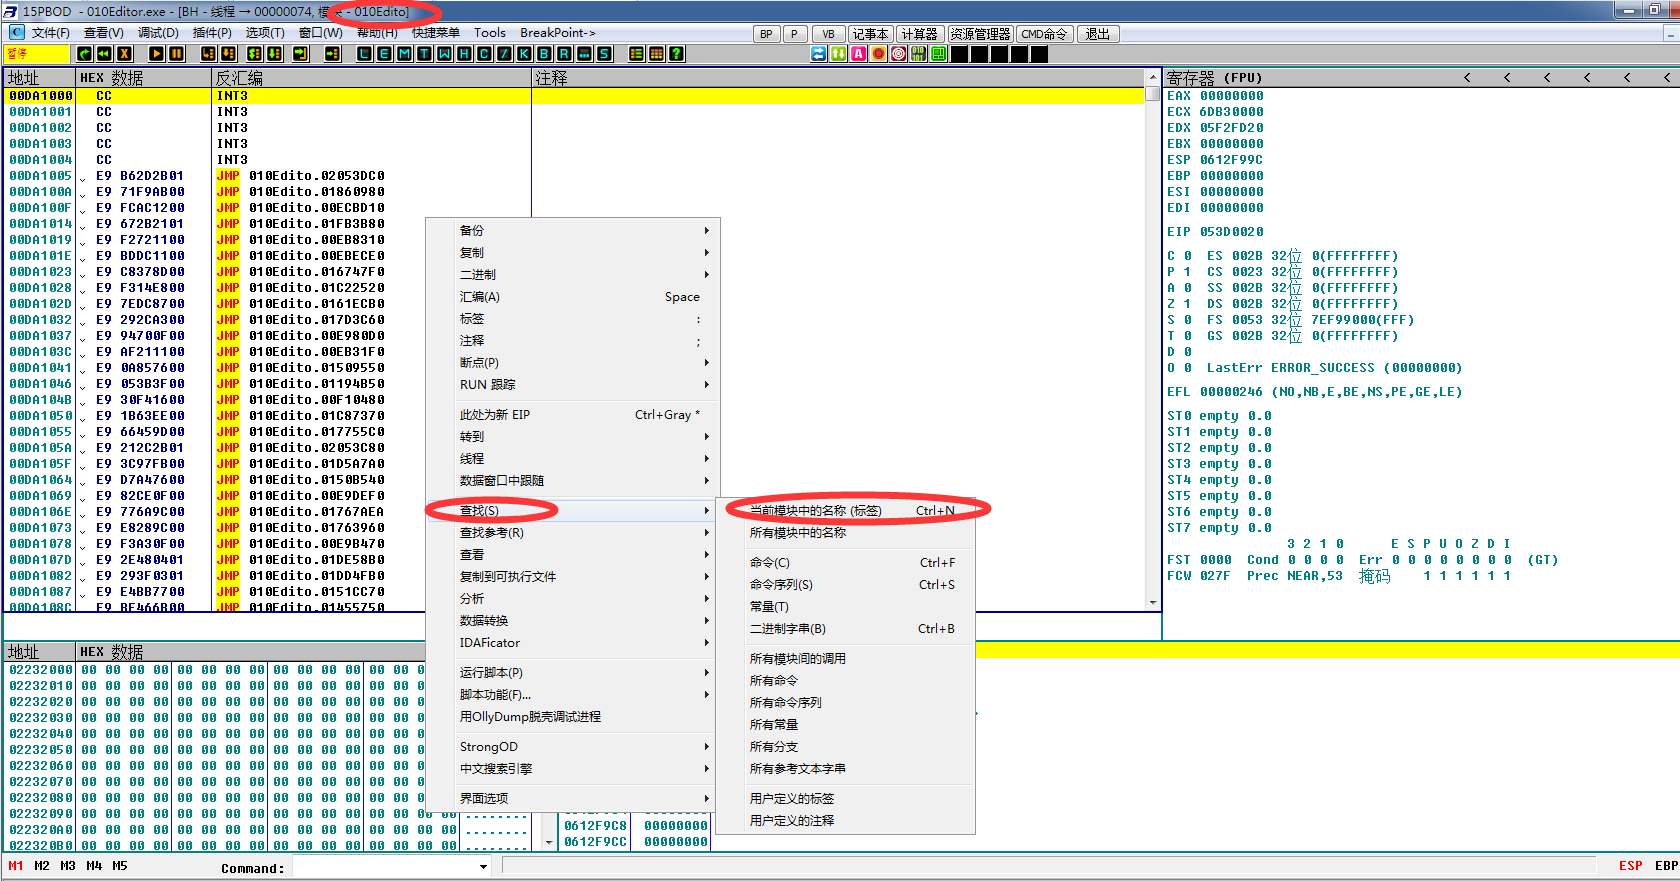 15PBOD - 010Editor.exe - [BH - 线程 → 00000074, 模块 - 010Edito]
文件(F) 查看(V) 调试(D) 插件(P) 选项(T) 窗口(W) 帮助(H) 快捷菜单 Tools BreakPoint->
BP P VB 记事本 计算器 资源管理器 CMD命令 退出
暂停 L E M T W H C / K B R ... S ?
地址 HEX 数据 反汇编 注释
00DA1000 CC INT3
00DA1001 CC INT3
00DA1002 CC INT3
00DA1003 CC INT3
00DA1004 CC INT3
00DA1005 E9 B62D2B01 JMP 010Edito.02053DC0
00DA100A E9 71F9AB00 JMP 010Edito.01860980
00DA100F E9 FCAC1200 JMP 010Edito.00ECBD10
00DA1014 E9 672B2101 JMP 010Edito.01FB3B80
00DA1019 E9 F2721100 JMP 010Edito.00EB8310
00DA101E E9 BDDC1100 JMP 010Edito.00EBECE0
00DA1023 E9 C8378D00 JMP 010Edito.016747F0
00DA1028 E9 F314E800 JMP 010Edito.01C22520
00DA102D E9 7EDC8700 JMP 010Edito.0161ECB0
00DA1032 E9 292CA300 JMP 010Edito.017D3C60
00DA1037 E9 94700F00 JMP 010Edito.00E980D0
00DA103C E9 AF211100 JMP 010Edito.00EB31F0
00DA1041 E9 0A857600 JMP 010Edito.01509550
00DA1046 E9 053B3F00 JMP 010Edito.01194B50
00DA104B E9 30F41600 JMP 010Edito.00F10480
00DA1050 E9 1B63EE00 JMP 010Edito.01C87370
00DA1055 E9 66459D00 JMP 010Edito.017755C0
00DA105A E9 212C2B01 JMP 010Edito.02053C80
00DA105F E9 3C97FB00 JMP 010Edito.01D5A7A0
00DA1064 E9 D7A47600 JMP 010Edito.0150B540
00DA1069 E9 82CE0F00 JMP 010Edito.00E9DEF0
00DA106E E9 776A9C00 JMP 010Edito.01767AEA
00DA1073 E9 E8289C00 JMP 010Edito.01763960
00DA1078 E9 F3A30F00 JMP 010Edito.00E9B470
00DA107D E9 2E480401 JMP 010Edito.01DE58B0
00DA1082 E9 293F0301 JMP 010Edito.01DD4FB0
00DA1087 E9 E4BB7700 JMP 010Edito.0151CC70
00DA108C E9 BF466B00 JMP 010Edito.01455750
寄存器 (FPU) < < < < < <
EAX 00000000
ECX 6DB30000
EDX 05F2FD20
EBX 00000000
ESP 0612F99C
EBP 00000000
ESI 00000000
EDI 00000000
EIP 053D0020
C 0 ES 002B 32位 0(FFFFFFFF)
P 1 CS 0023 32位 0(FFFFFFFF)
A 0 SS 002B 32位 0(FFFFFFFF)
Z 1 DS 002B 32位 0(FFFFFFFF)
S 0 FS 0053 32位 7EF99000(FFF)
T 0 GS 002B 32位 0(FFFFFFFF)
D 0
O 0 LastErr ERROR_SUCCESS (00000000)
EFL 00000246 (NO,NB,E,BE,NS,PE,GE,LE)
ST0 empty 0.0
ST1 empty 0.0
ST2 empty 0.0
ST3 empty 0.0
ST4 empty 0.0
ST5 empty 0.0
ST6 empty 0.0
ST7 empty 0.0
3 2 1 0 E S P U O Z D I
FST 0000 Cond 0 0 0 0 Err 0 0 0 0 0 0 0 0 (GT)
FCW 027F Prec NEAR,53 掩码 1 1 1 1 1 1
备份
复制
二进制
汇编(A) Space
标签 :
注释 ;
断点(P)
RUN 跟踪
此处为新 EIP Ctrl+Gray *
转到
线程
数据窗口中跟随
查找(S)
查找参考(R)
查看
复制到可执行文件
分析
数据转换
IDAFicator
运行脚本(P)
脚本功能(F)...
用OllyDump脱壳调试进程
StrongOD
中文搜索引擎
界面选项
当前模块中的名称 (标签) Ctrl+N
所有模块中的名称
命令(C) Ctrl+F
命令序列(S) Ctrl+S
常量(T)
二进制字串(B) Ctrl+B
所有模块间的调用
所有命令
所有命令序列
所有常量
所有分支
所有参考文本字串
用户定义的标签
用户定义的注释
地址 HEX 数据
02232000 00 00 00 00 00 00 00 00 00 00 00 00 00 00
02232010 00 00 00 00 00 00 00 00 00 00 00 00 00 00
02232020 00 00 00 00 00 00 00 00 00 00 00 00 00 00
02232030 00 00 00 00 00 00 00 00 00 00 00 00 00 00
02232040 00 00 00 00 00 00 00 00 00 00 00 00 00 00
02232050 00 00 00 00 00 00 00 00 00 00 00 00 00 00
02232060 00 00 00 00 00 00 00 00 00 00 00 00 00 00
02232070 00 00 00 00 00 00 00 00 00 00 00 00 00 00
02232080 00 00 00 00 00 00 00 00 00 00 00 00 00 00
02232090 00 00 00 00 00 00 00 00 00 00 00 00 00 00 00 00 ........
022320A0 00 00 00 00 00 00 00 00 00 00 00 00 00 00 00 00 ........
022320B0 00 00 00 00 00 00 00 00 00 00 00 00 00 00 00 00 ........
0612F9C8 00000000
0612F9CC 00000000
M1 M2 M3 M4 M5 Command: ESP EBP